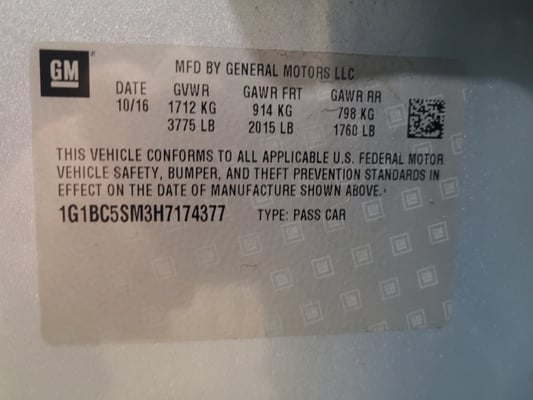 GM
MFD BY GENERAL MOTORS LLC
DATE GVWR GAWR FRT GAWR RR
10/16 1712 KG 914 KG 798 KG
3775 LB 2015 LB 1760 LB
THIS VEHICLE CONFORMS TO ALL APPLICABLE U.S. FEDERAL MOTOR
VEHICLE SAFETY, BUMPER, AND THEFT PREVENTION STANDARDS IN
EFFECT ON THE DATE OF MANUFACTURE SHOWN ABOVE.
1G1BC5SM3H7174377 TYPE: PASS CAR